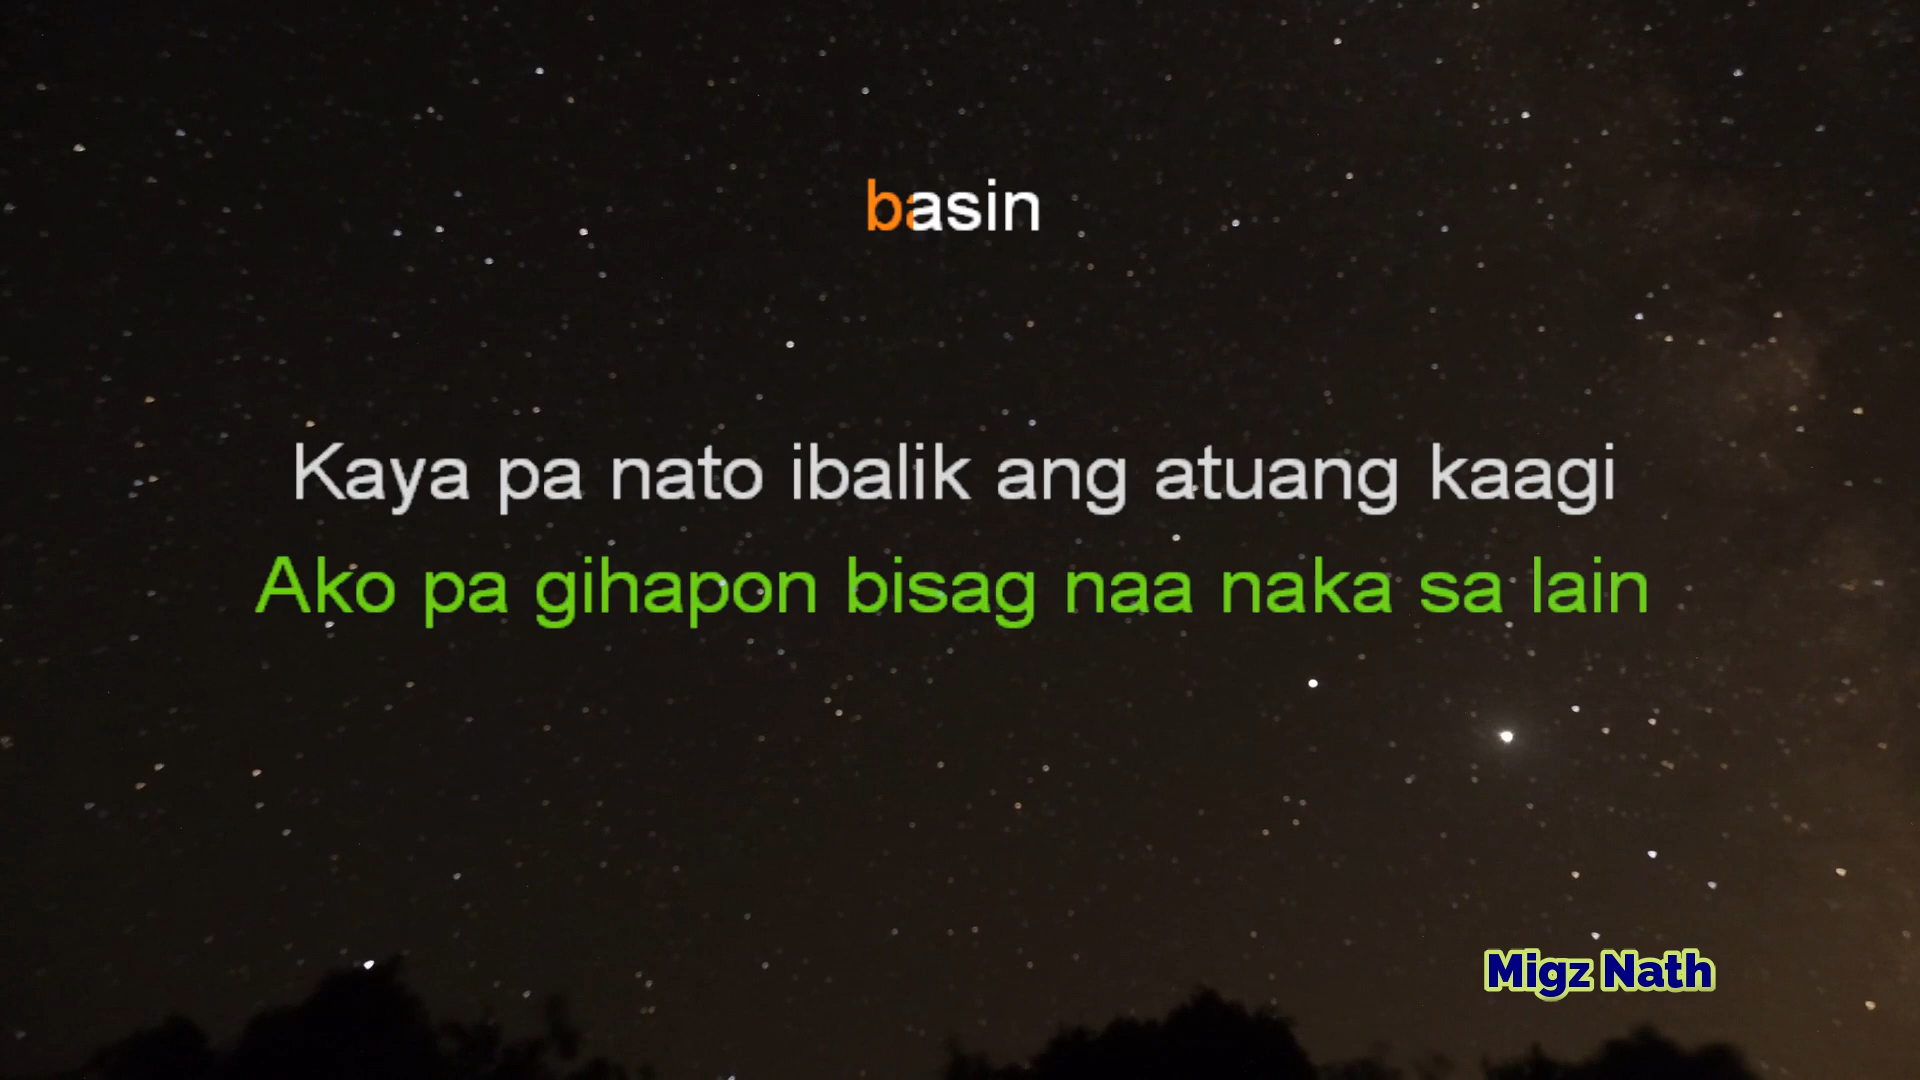 basin
Kaya pa nato ibalik ang atuang kaagi
Ako pa gihapon bisag naa naka sa lain
Migz Nath